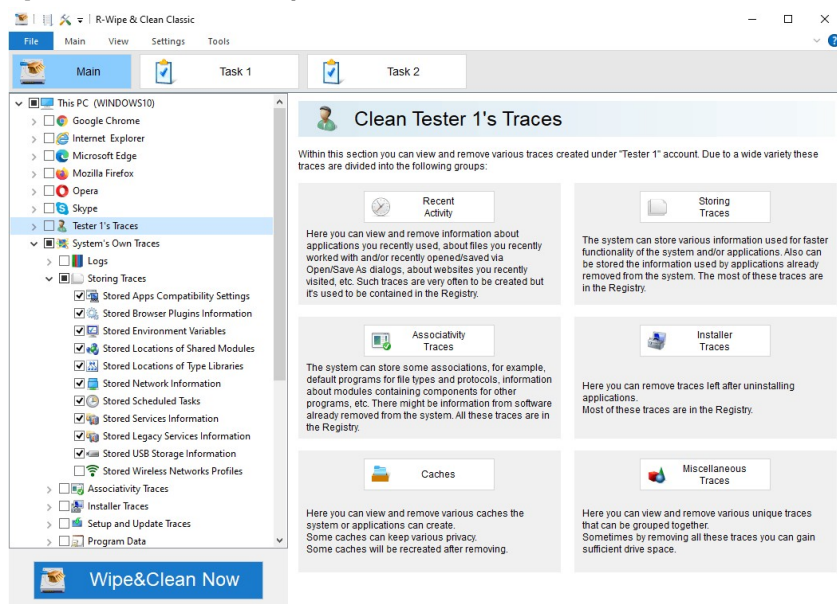 R-Wipe & Clean Classic
File Main View Settings Tools
Main Task 1 Task 2
This PC (WINDOWS10)
Google Chrome
Internet Explorer
Microsoft Edge
Mozilla Firefox
Opera
Skype
Tester 1's Traces
System's Own Traces
Logs
Storing Traces
Stored Apps Compatibility Settings
Stored Browser Plugins Information
Stored Environment Variables
Stored Locations of Shared Modules
Stored Locations of Type Libraries
Stored Network Information
Stored Scheduled Tasks
Stored Services Information
Stored Legacy Services Information
Stored USB Storage Information
Stored Wireless Networks Profiles
Associativity Traces
Installer Traces
Setup and Update Traces
Program Data
Wipe&Clean Now
Clean Tester 1's Traces
Within this section you can view and remove various traces created under "Tester 1" account. Due to a wide variety these
traces are divided into the following groups:
Recent
Activity
Here you can view and remove information about
applications you recently used, about files you recently
worked with and/or recently opened/saved via
Open/Save As dialogs, about websites you recently
visited, etc. Such traces are very often to be created but
it's used to be contained in the Registry.
Storing
Traces
The system can store various information used for faster
functionality of the system and/or applications. Also can
be stored the information used by applications already
removed from the system. The most of these traces are
in the Registry.
Associativity
Traces
The system can store some associations, for example,
default programs for file types and protocols, information
about modules containing components for other
programs, etc. There might be information from software
already removed from the system. All these traces are in
the Registry.
Installer
Traces
Here you can remove traces left after uninstalling
applications.
Most of these traces are in the Registry.
Caches
Here you can view and remove various caches the
system or applications can create.
Some caches can keep various privacy.
Some caches will be recreated after removing.
Miscellaneous
Traces
Here you can view and remove various unique traces
that can be grouped together.
Sometimes by removing all these traces you can gain
sufficient drive space.